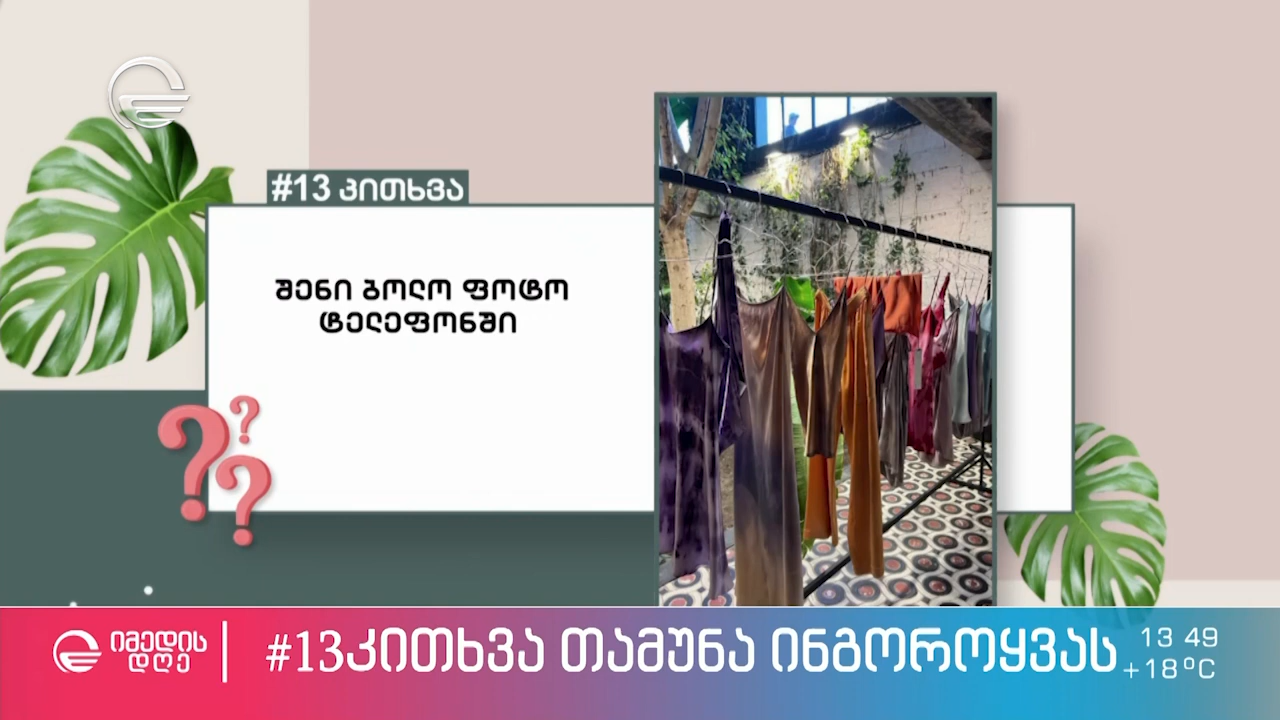 #13 კითხვა
შენი ბოლო ფოტო
ტელეფონში
იმედის
დღე
#13კითხვა თამუნა ინგოროყვას
13 49
+18°C